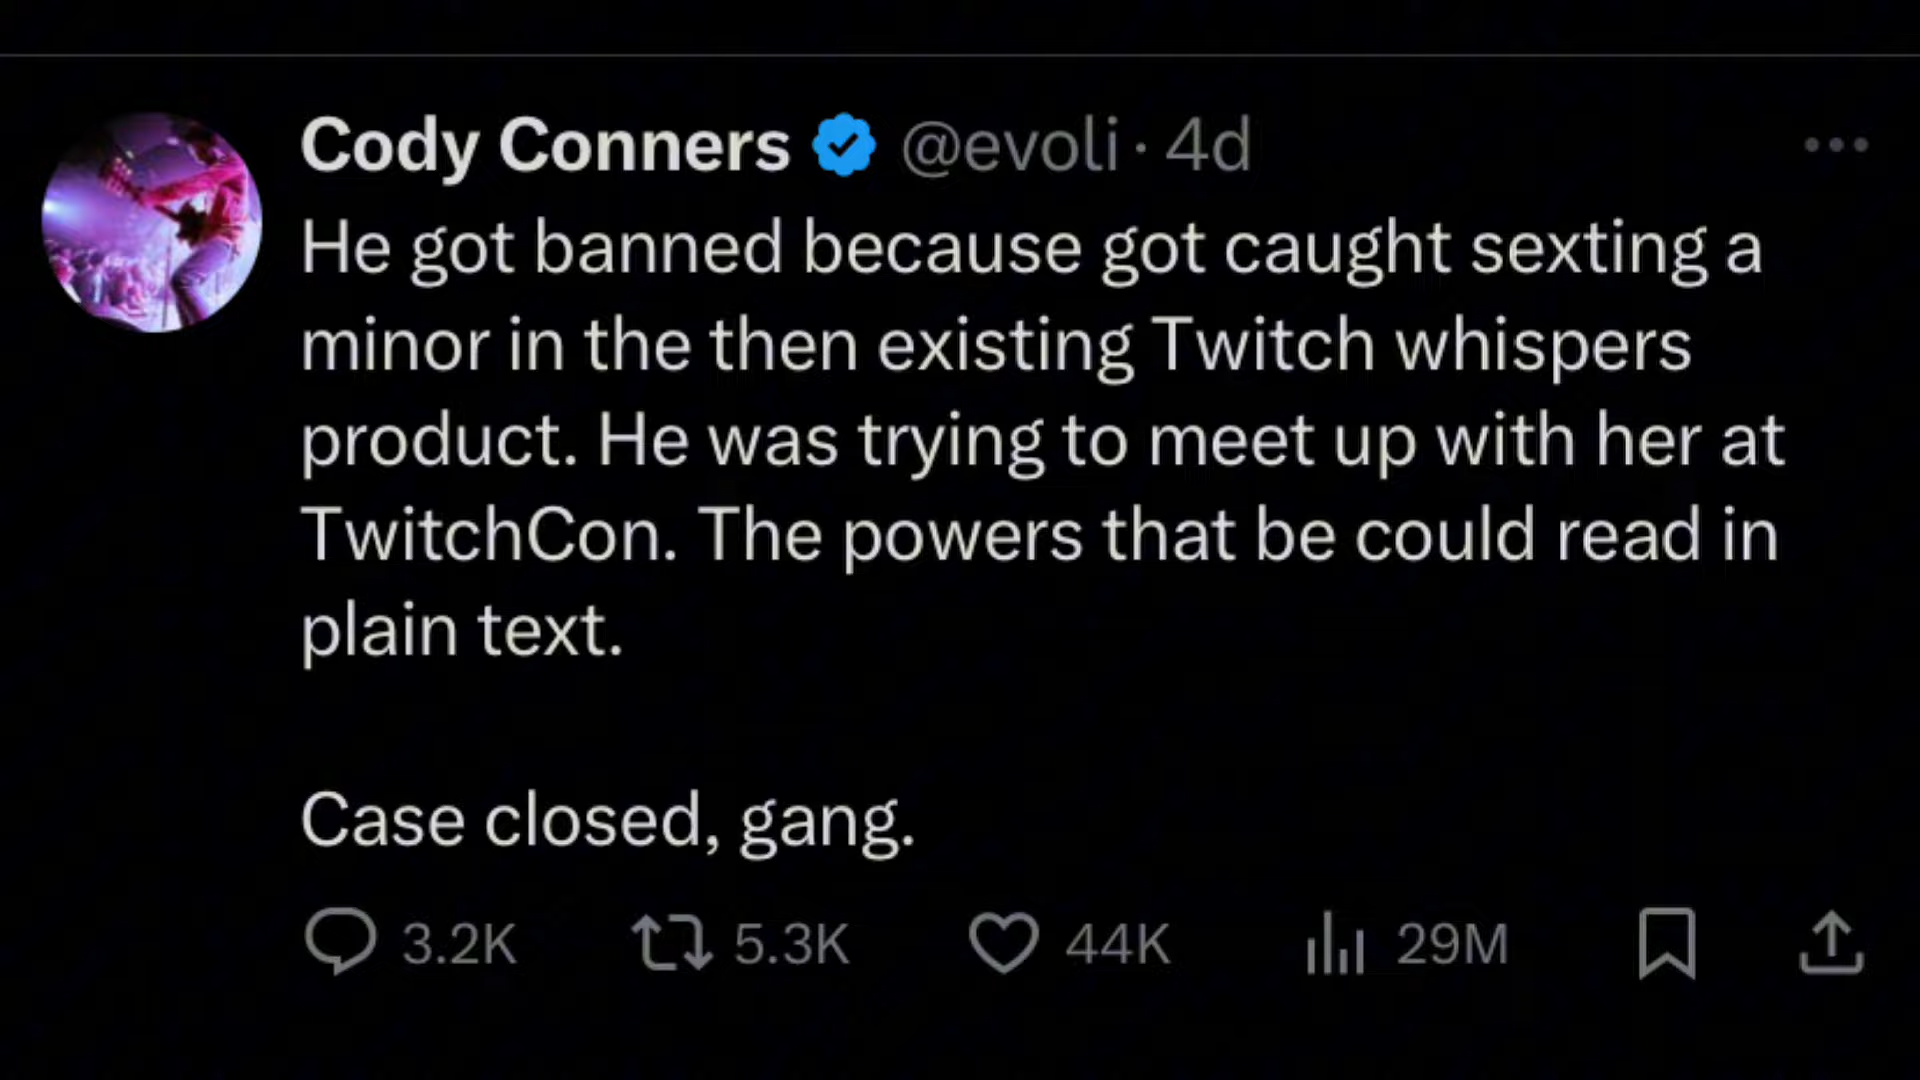 Cody Conners @evoli · 4d
He got banned because got caught sexting a
minor in the then existing Twitch whispers
product. He was trying to meet up with her at
TwitchCon. The powers that be could read in
plain text.
Case closed, gang.
3.2K 5.3K 44K 29M